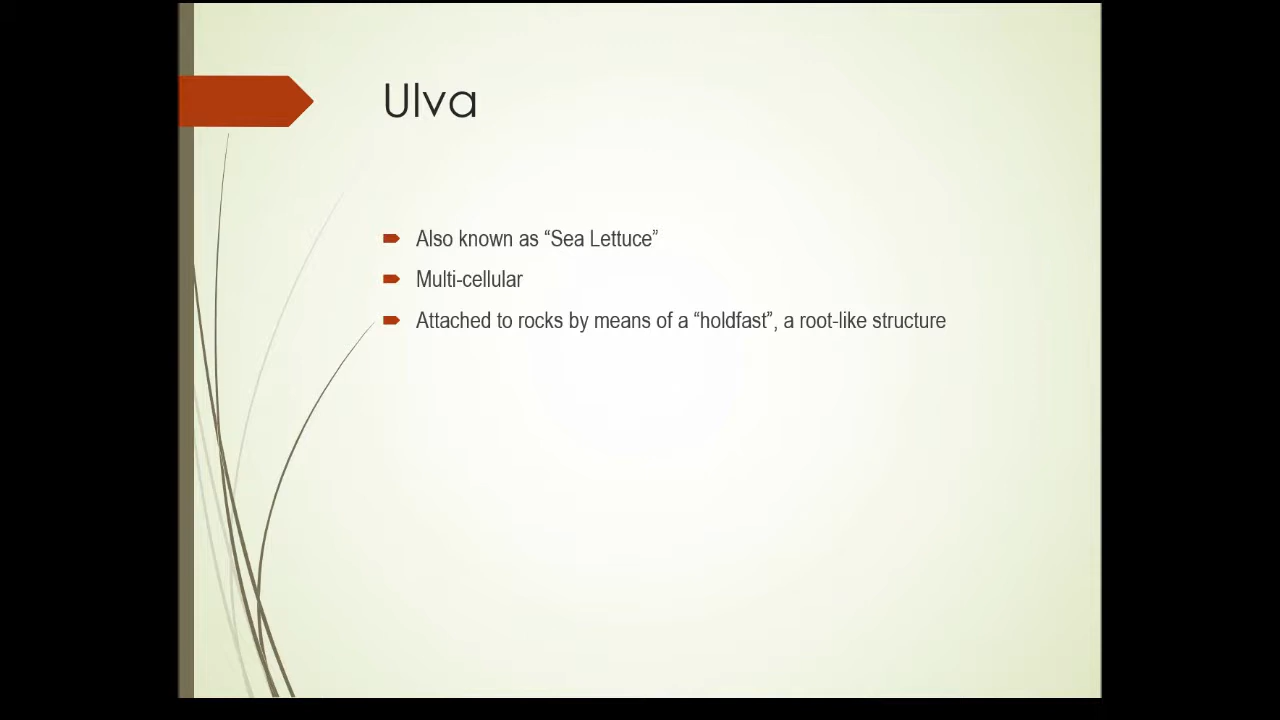 Ulva
Also known as “Sea Lettuce”
Multi-cellular
Attached to rocks by means of a “holdfast”, a root-like structure